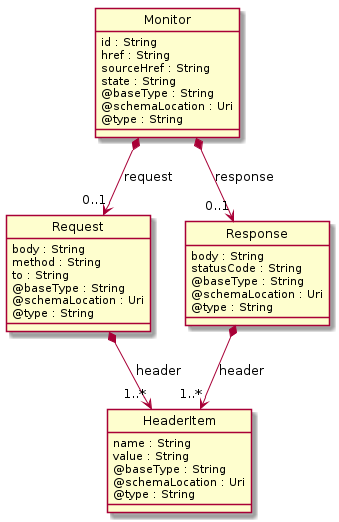 Monitor
id : String
href : String
sourceHref : String
state : String
@baseType : String
@schemaLocation : Uri
@type : String
request
response
0..1
0..1
Request
body : String
method : String
to : String
@baseType : String
@schemaLocation : Uri
@type : String
Response
body : String
statusCode : String
@baseType : String
@schemaLocation : Uri
@type : String
header
header
1..*
1..*
HeaderItem
name : String
value : String
@baseType : String
@schemaLocation : Uri
@type : String